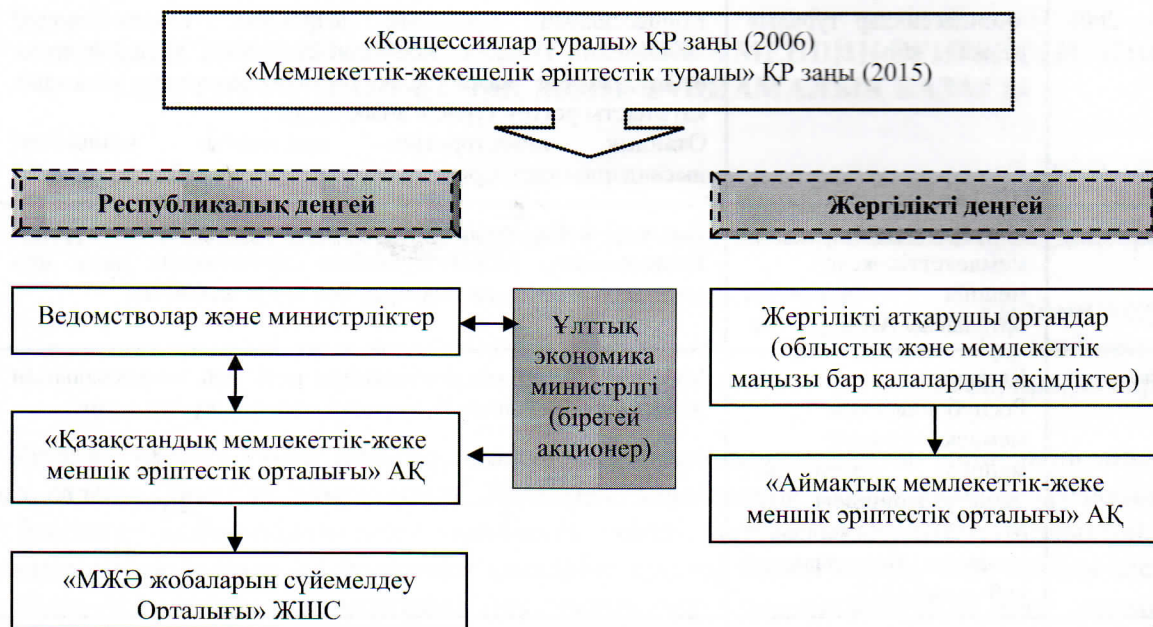 «Концессиялар туралы» ҚР заңы (2006)
«Мемлекеттік-жекешелік әріптестік туралы» ҚР заңы (2015)
Республикалық деңгей
Жергілікті деңгей
Ведомстволар және министрліктер
Ұлттық
экономика
министрлгі
(бірегей
акционер)
Жергілікті атқарушы органдар
(облыстық және мемлекеттік
маңызы бар қалалардың әкімдіктер)
«Қазақстандық мемлекеттік-жеке
меншік әріптестік орталығы» АҚ
«Аймақтық мемлекеттік-жеке
меншік әріптестік орталығы» АҚ
«МЖӘ жобаларын сүйемелдеу
Орталығы» ЖШС